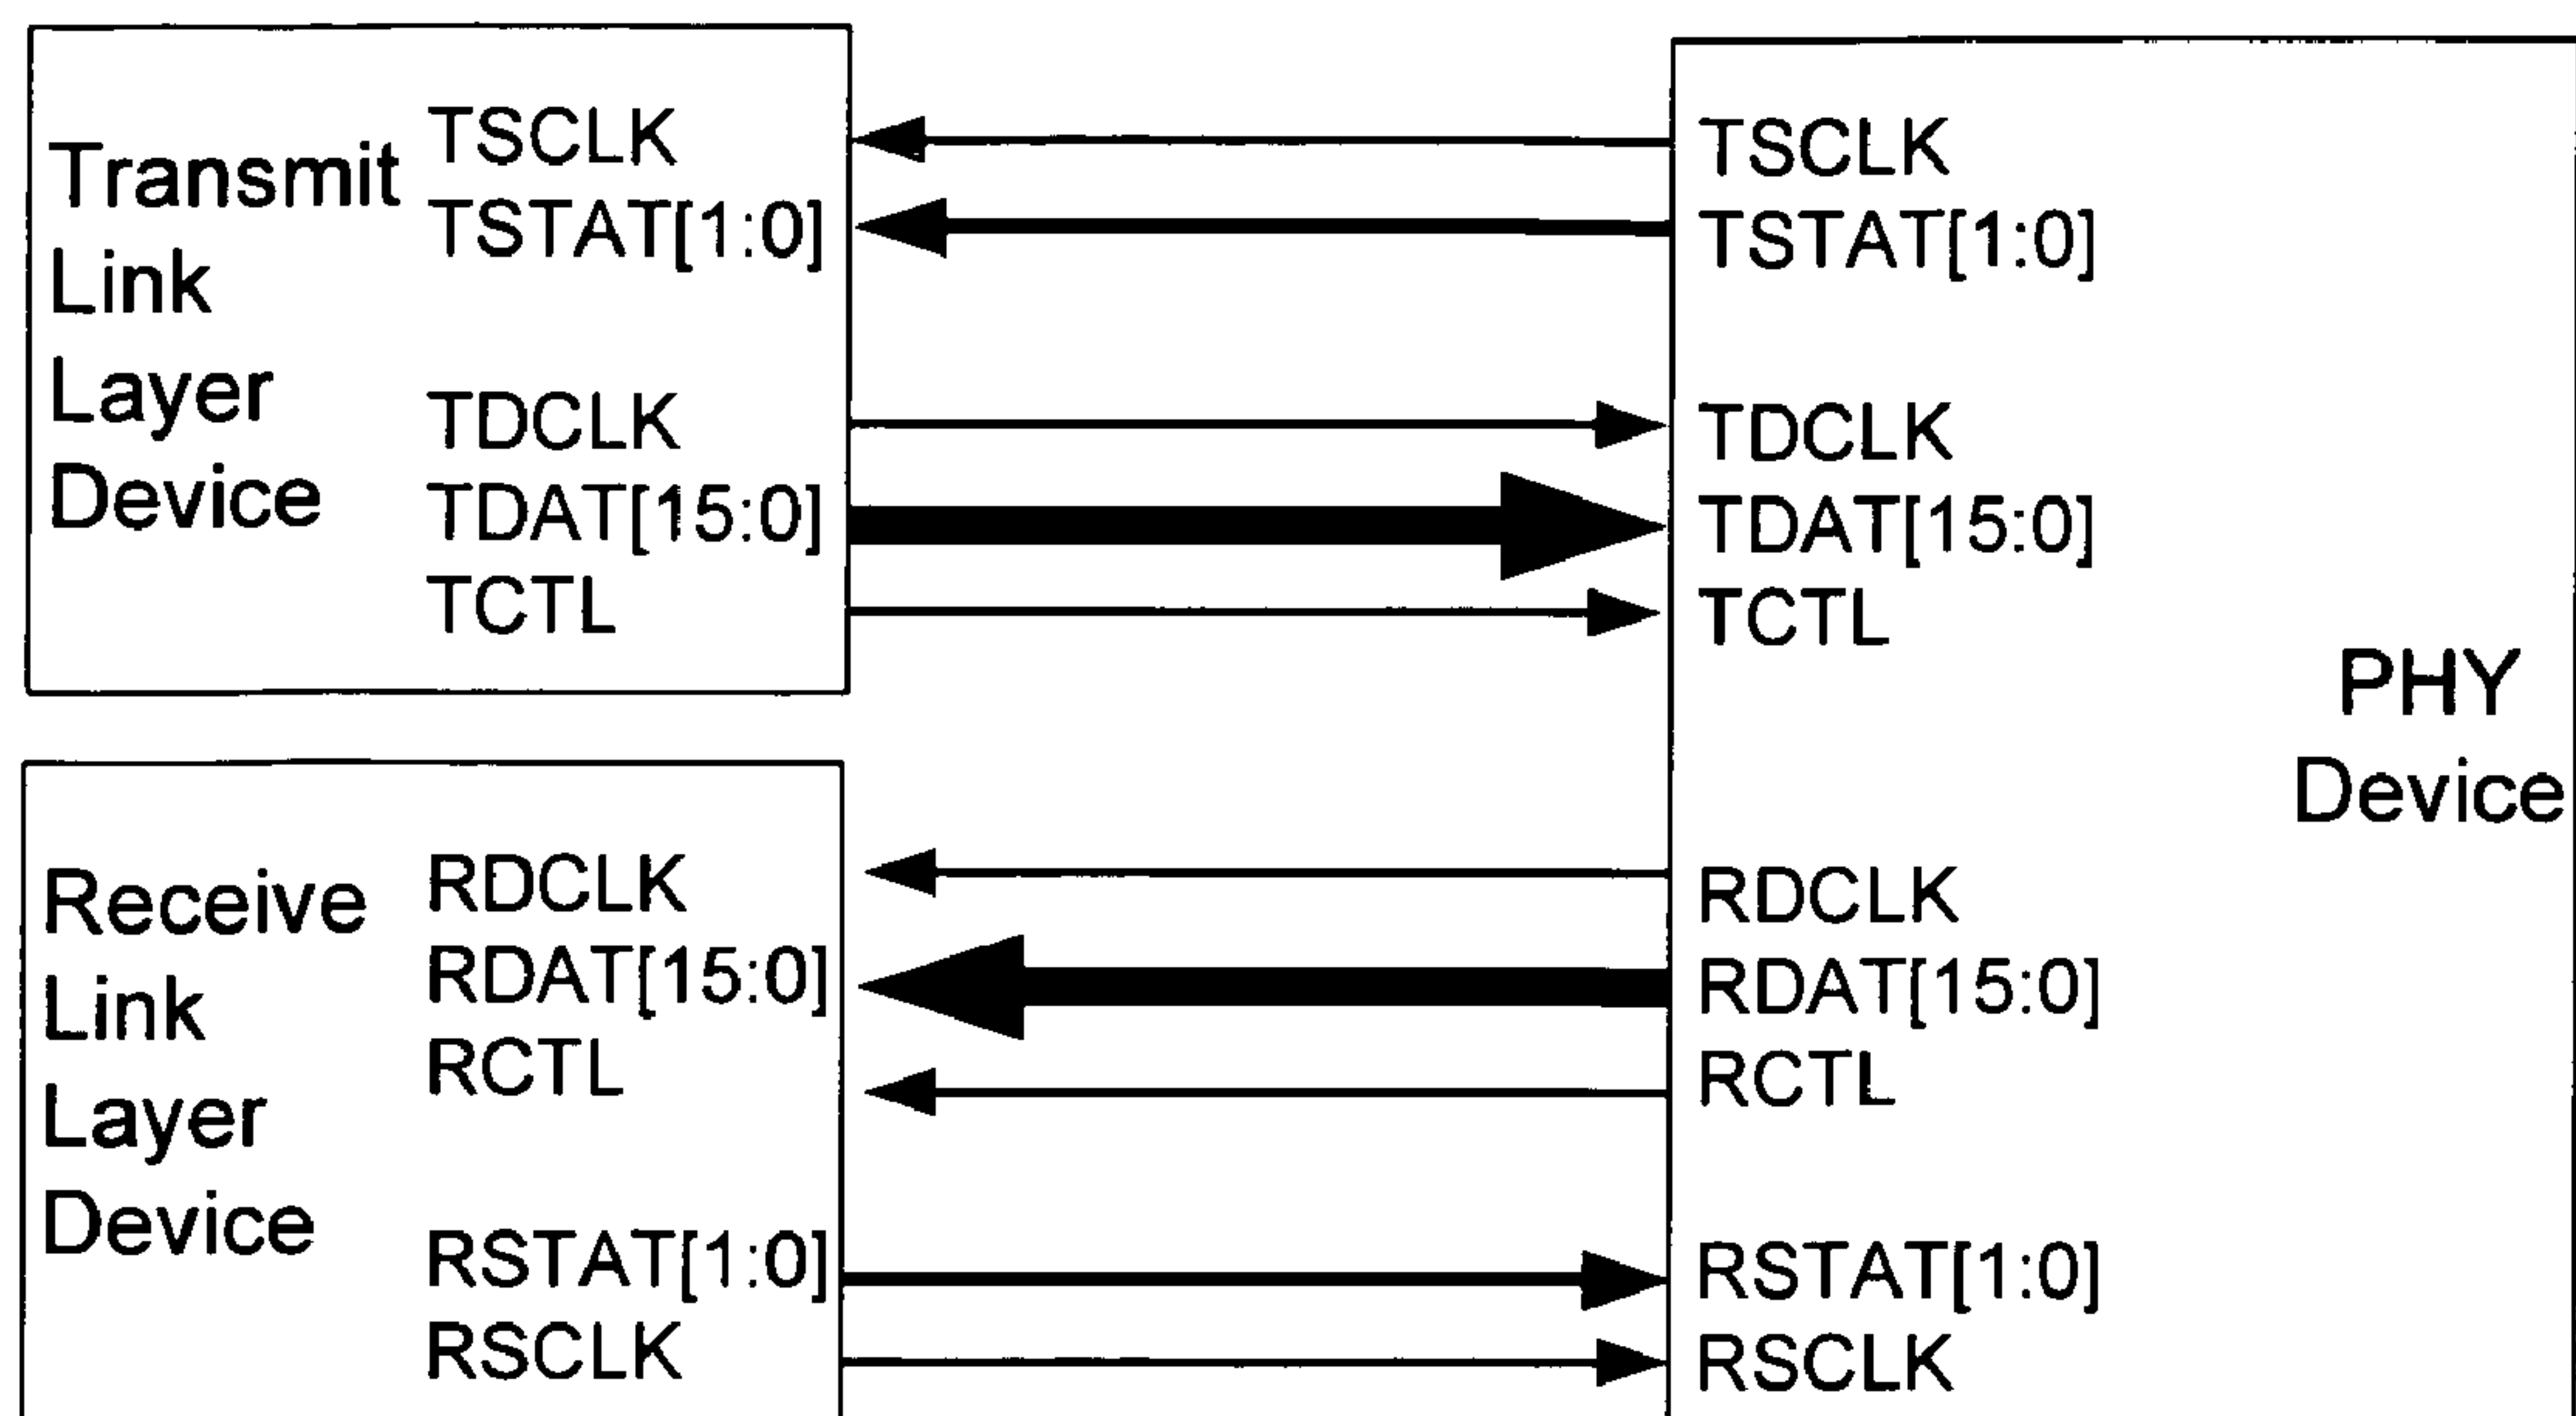 Transmit
Link
Layer
Device
TSCLK
TSTAT[1:0]
TDCLK
TDAT[15:0]
TCTL
TSCLK
TSTAT[1:0]
TDCLK
TDAT[15:0]
TCTL
PHY
Device
Receive
Link
Layer
Device
RDCLK
RDAT[15:0]
RCTL
RSTAT[1:0]
RSCLK
RDCLK
RDAT[15:0]
RCTL
RSTAT[1:0]
RSCLK